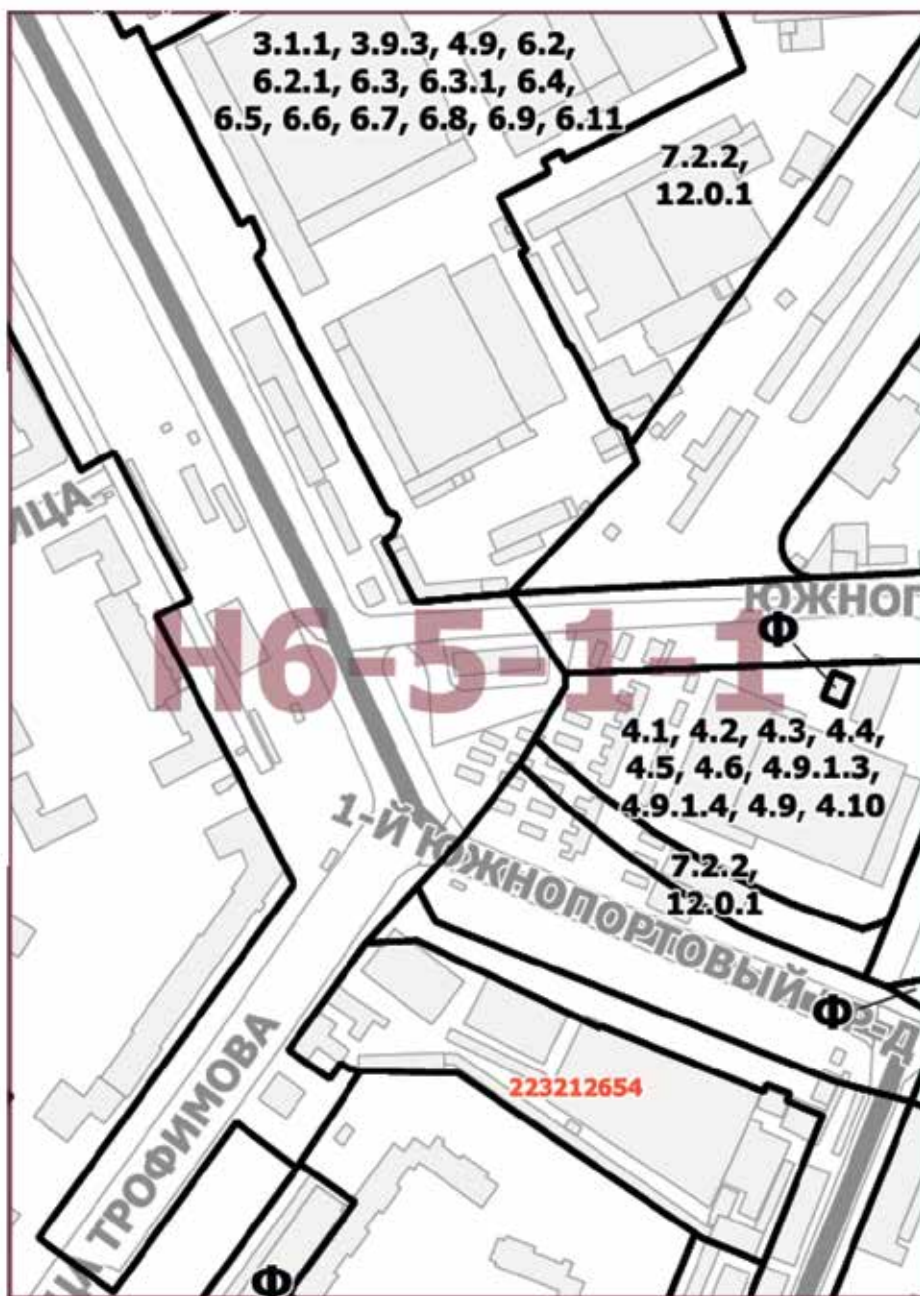 3.1.1, 3.9.3, 4.9, 6.2,
6.2.1, 6.3, 6.3.1, 6.4,
6.5, 6.6, 6.7, 6.8, 6.9, 6.11
7.2.2,
12.0.1
ИЦА
Н6-5-1-1
ЮЖНОП
Ф
4.1, 4.2, 4.3, 4.4,
4.5, 4.6, 4.9.1.3,
4.9.1.4, 4.9, 4.10
7.2.2,
12.0.1
1-Й ЮЖНОПОРТОВЫЙ ПР-Д
Ф
223212654
ЦА ТРОФИМОВА
Ф